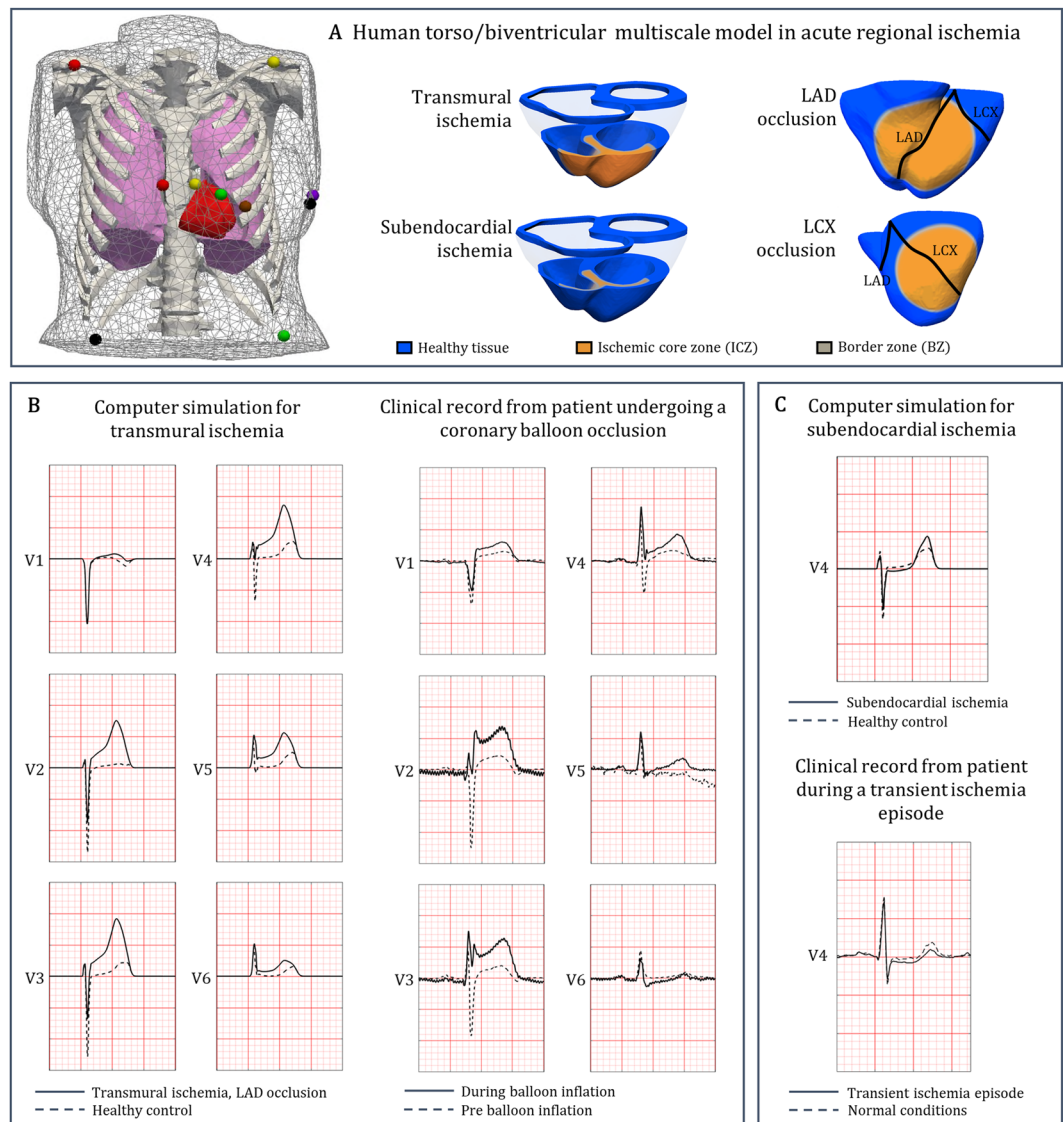 A Human torso/biventricular multiscale model in acute regional ischemia
Transmural
ischemia
LAD
occlusion
LAD
LCX
Subendocardial
ischemia
LCX
occlusion
LAD
LCX
Healthy tissue
Ischemic core zone (ICZ)
Border zone (BZ)
B
Computer simulation for
transmural ischemia
V1
V4
V2
V5
V3
V6
Transmural ischemia, LAD occlusion
Healthy control
Clinical record from patient undergoing a
coronary balloon occlusion
V1
V4
V2
V5
V3
V6
During balloon inflation
Pre balloon inflation
C
Computer simulation for
subendocardial ischemia
V4
Subendocardial ischemia
Healthy control
Clinical record from patient
during a transient ischemia
episode
V4
Transient ischemia episode
Normal conditions